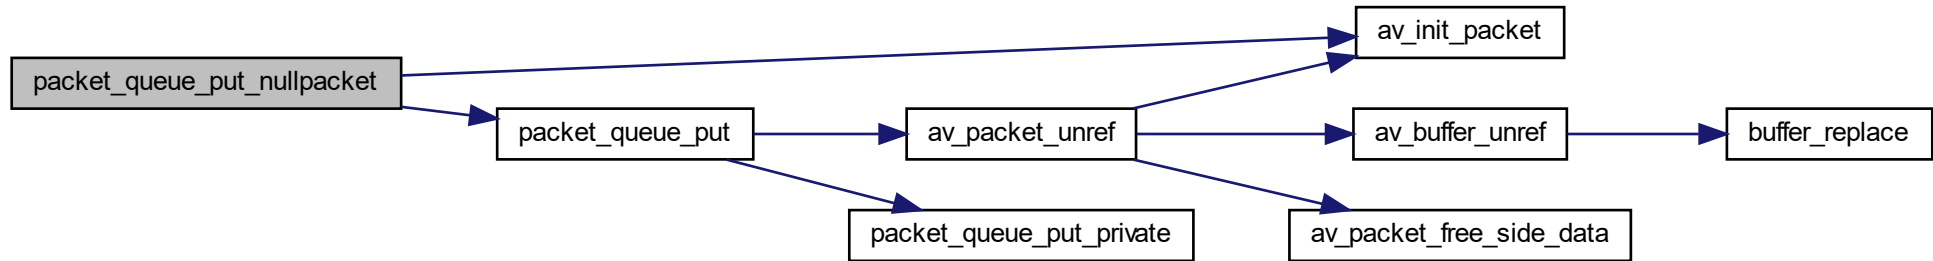 av_init_packet
packet_queue_put_nullpacket
packet_queue_put
av_packet_unref
av_buffer_unref
buffer_replace
packet_queue_put_private
av_packet_free_side_data